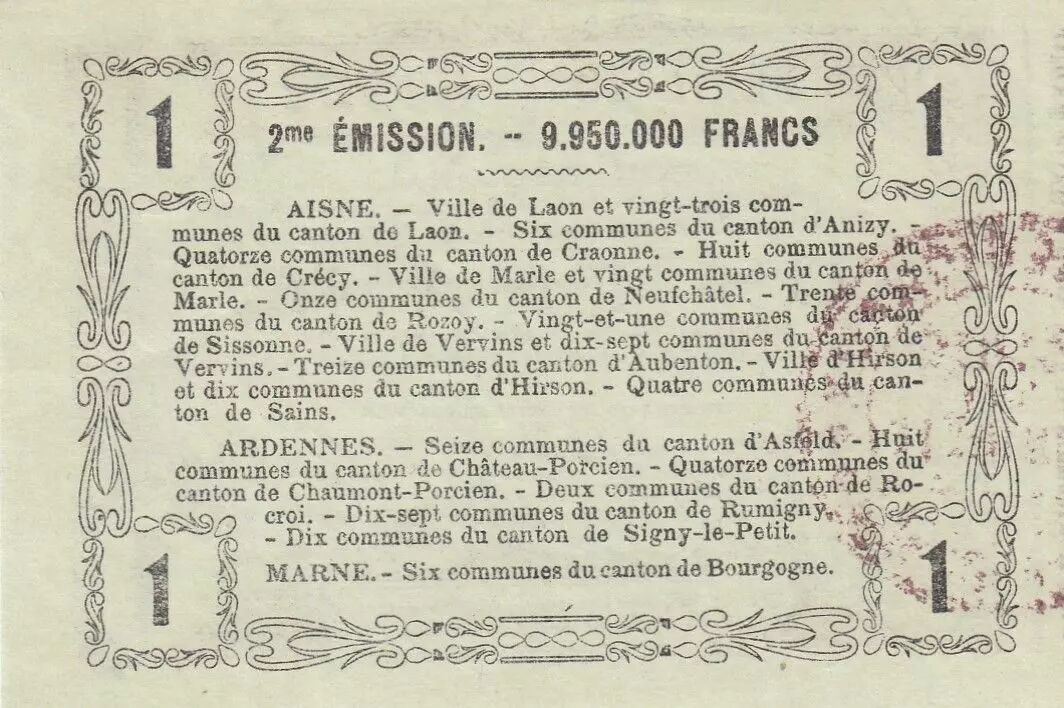 1 1
2me ÉMISSION. -- 9.950.000 FRANCS
AISNE. — Ville de Laon et vingt-trois com-
munes du canton de Laon. - Six communes du canton d'Anizy. -
Quatorze communes du canton de Craonne. - Huit communes du
canton de Crécy. - Ville de Marle et vingt communes du canton de
Marle. - Onze communes du canton de Neufchâtel. - Trente com-
munes du canton de Rozoy. - Vingt-et-une communes du canton
de Sissonne. - Ville de Vervins et dix-sept communes du canton de
Vervins. - Treize communes du canton d'Aubenton. - Ville d'Hirson
et dix communes du canton d'Hirson. - Quatre communes du can-
ton de Sains.
ARDENNES. — Seize communes du canton d'Asfeld. - Huit
communes du canton de Château-Porcien. - Quatorze communes du
canton de Chaumont-Porcien. - Deux communes du canton de Ro-
croi. - Dix-sept communes du canton de Rumigny.
- Dix communes du canton de Signy-le-Petit.
MARNE. - Six communes du canton de Bourgogne.
1 1